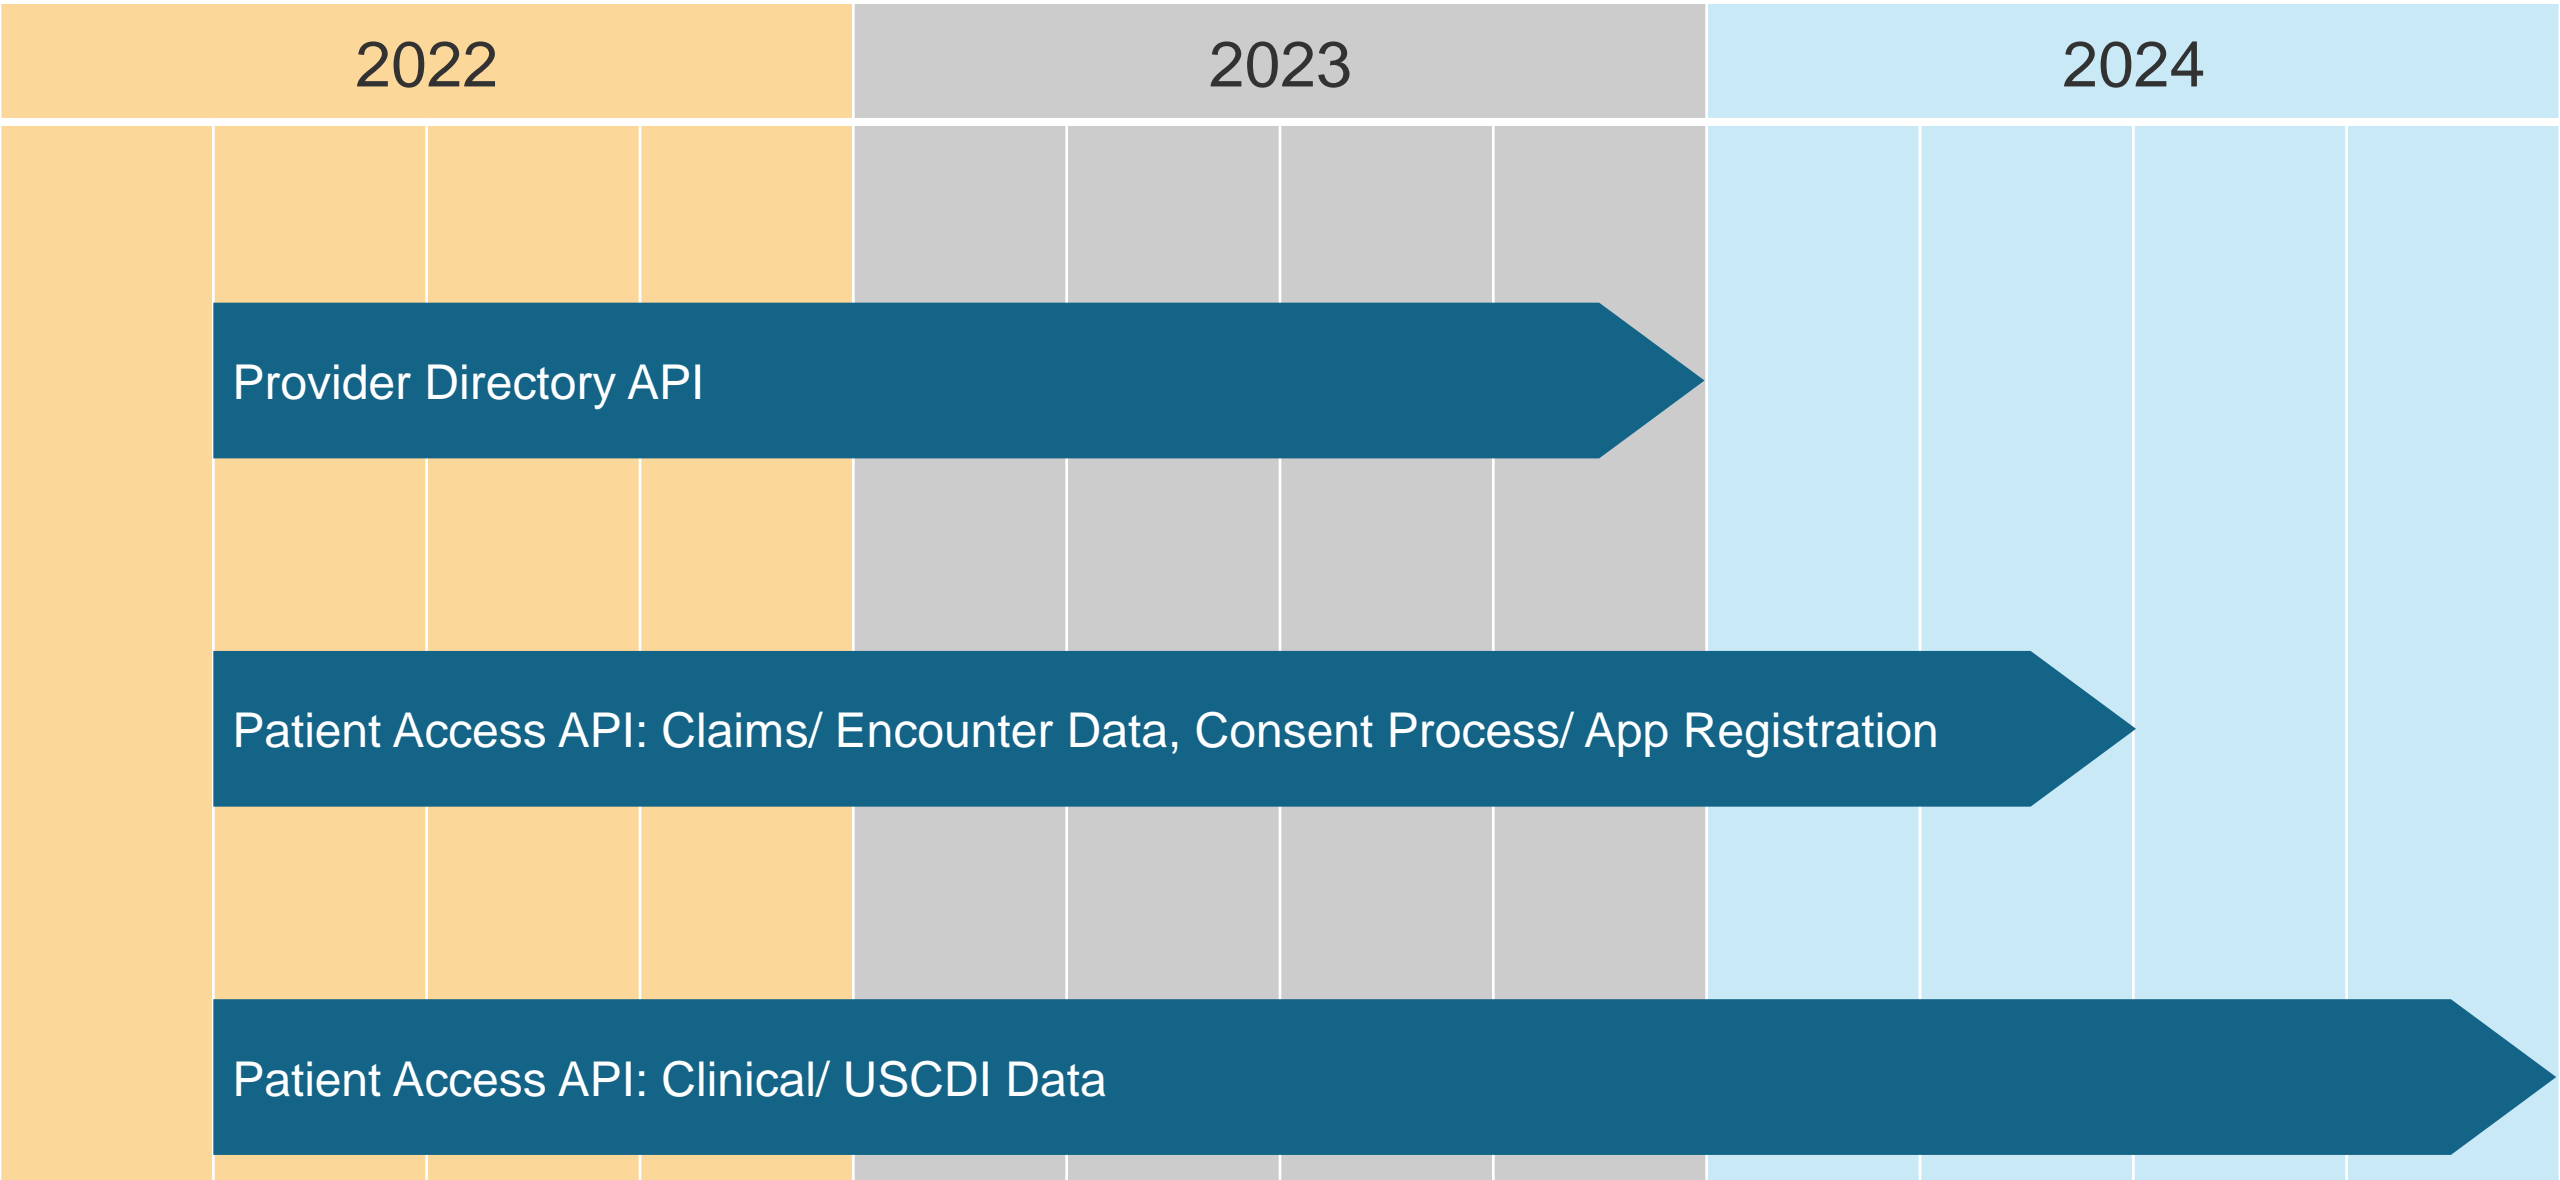 2022
2023
2024
Provider Directory API
Patient Access API: Claims/ Encounter Data, Consent Process/ App Registration
Patient Access API: Clinical/ USCDI Data